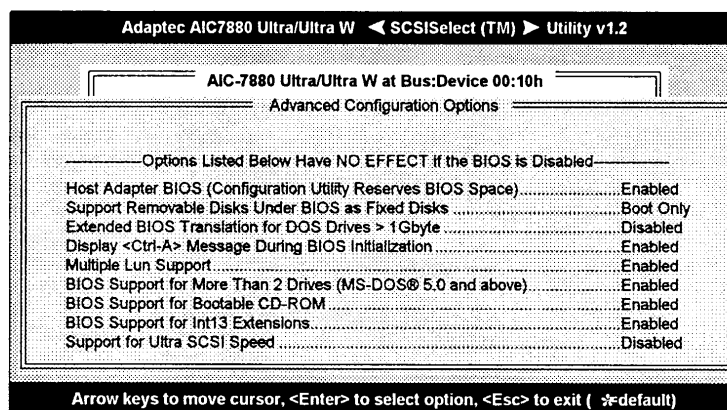 Adaptec AIC7880 Ultra/Ultra W ◄ SCSISelect (TM) ► Utility v1.2
AIC-7880 Ultra/Ultra W at Bus:Device 00:10h
Advanced Configuration Options
Options Listed Below Have NO EFFECT if the BIOS is Disabled
Host Adapter BIOS (Configuration Utility Reserves BIOS Space)..........Enabled
Support Removable Disks Under BIOS as Fixed Disks ..........Boot Only
Extended BIOS Translation for DOS Drives > 1Gbyte ..........Disabled
Display <Ctrl-A> Message During BIOS Initialization..........Enabled
Multiple Lun Support..........Enabled
BIOS Support for More Than 2 Drives (MS-DOS® 5.0 and above)..........Enabled
BIOS Support for Bootable CD-ROM..........Enabled
BIOS Support for Int13 Extensions..........Enabled
Support for Ultra SCSI Speed ..........Disabled
Arrow keys to move cursor, <Enter> to select option, <Esc> to exit ( *=default)